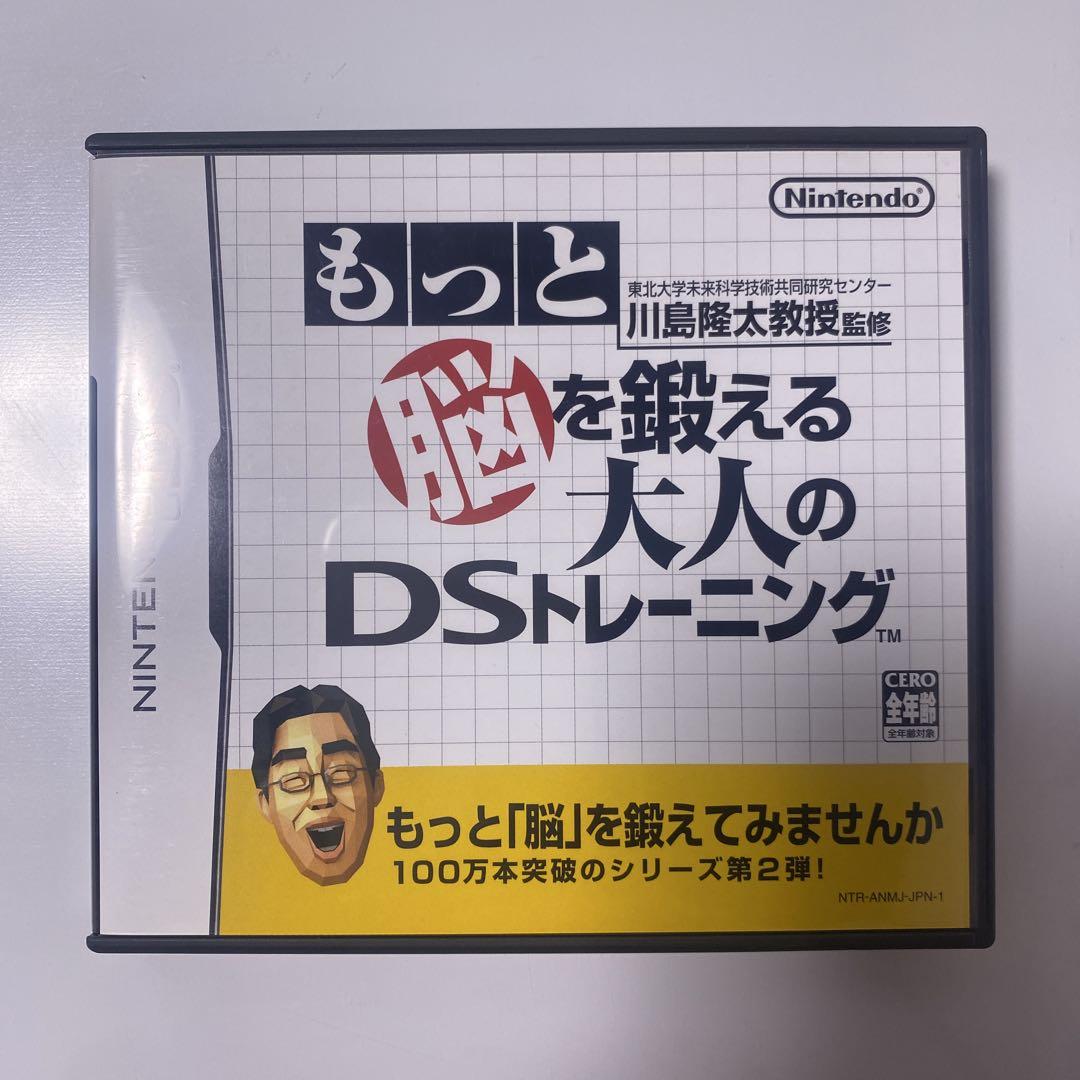 Nintendo®
もっと
東北大学未来科学技術共同研究センター
川島隆太教授監修
脳を鍛える
大人の
DSトレーニング™
CERO
全年齢
全年齢対象
もっと「脳」を鍛えてみませんか
100万本突破のシリーズ第2弾!
NTR-ANMJ-JPN-1